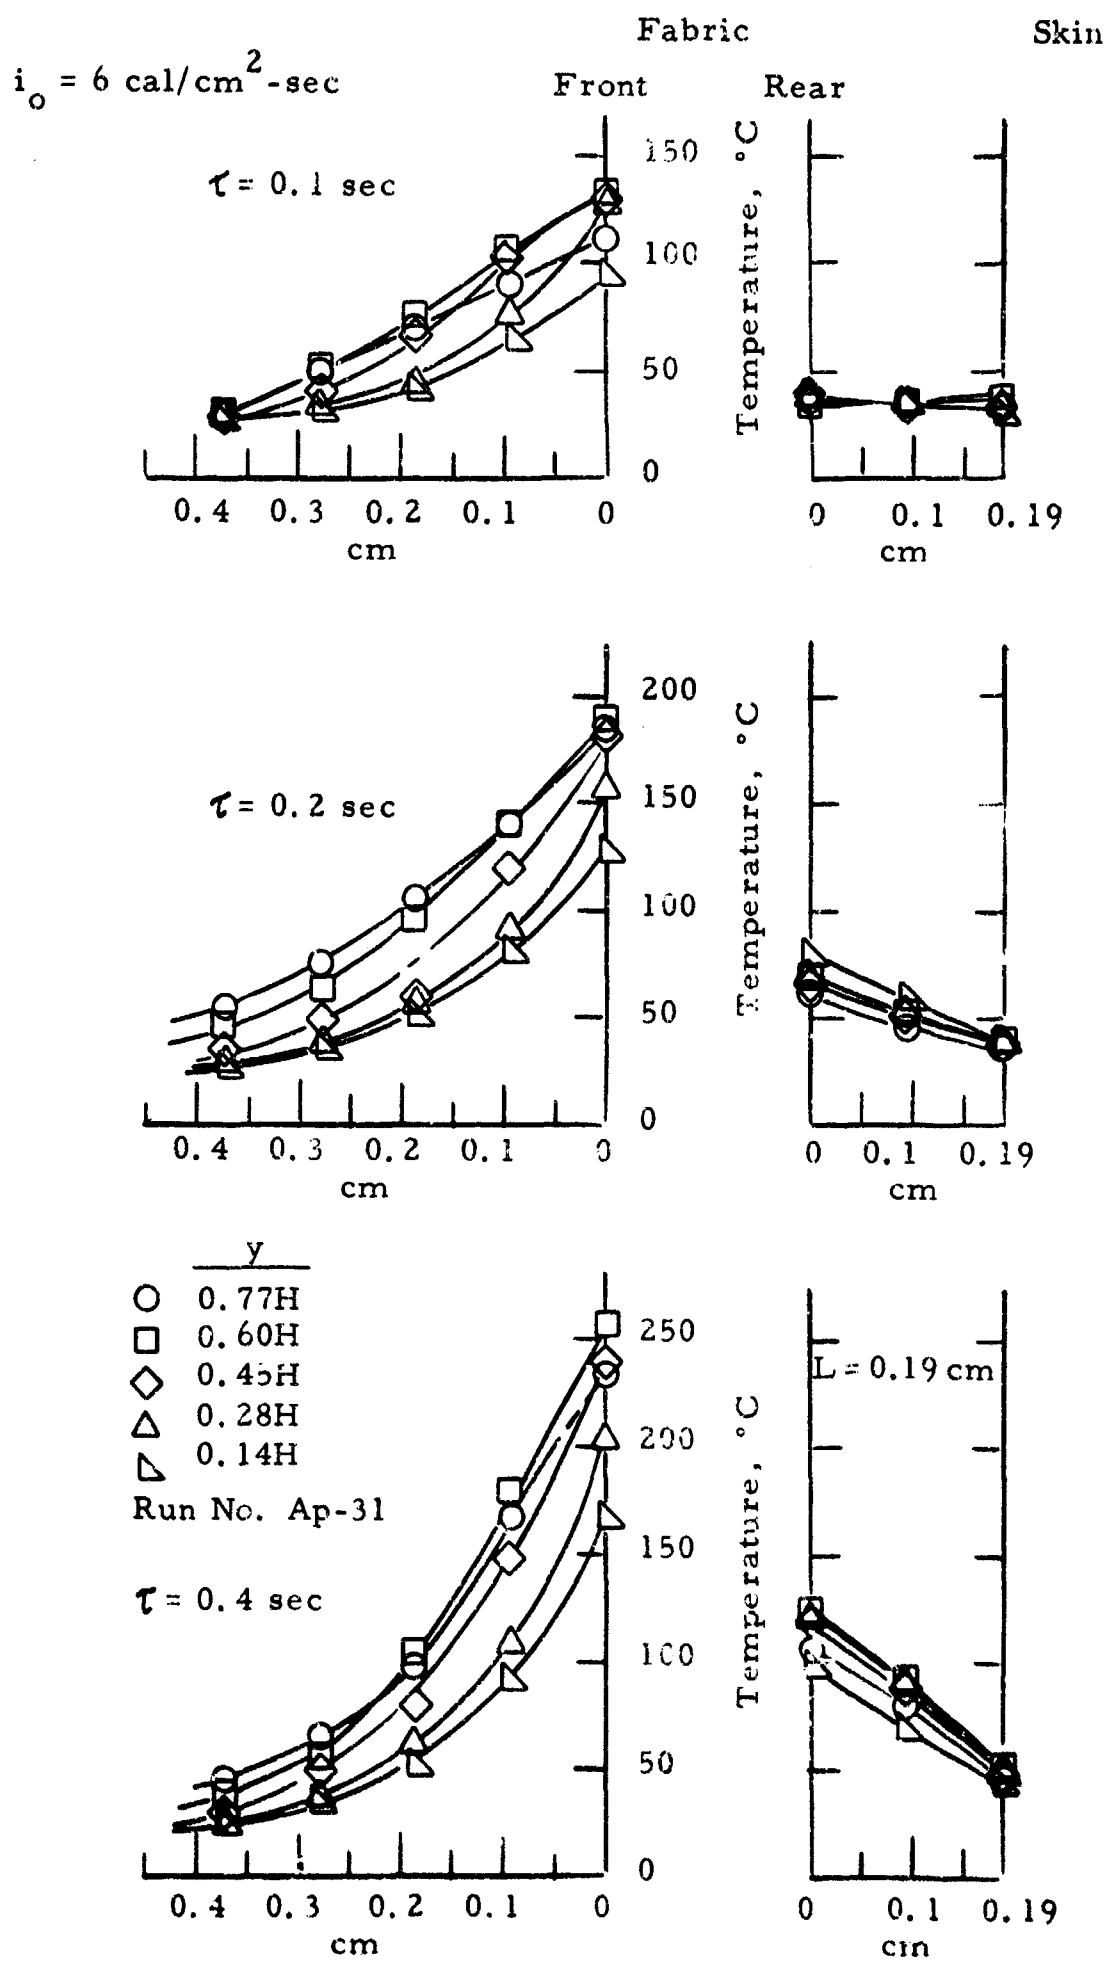 Fabric
Skin
i₀ = 6 cal/cm²-sec
Front
Rear
τ = 0.1 sec
150
100
50
0
Temperature, °C
0.4 0.3 0.2 0.1 0
cm
0 0.1 0.19
cm
τ = 0.2 sec
200
150
100
50
0
Temperature, °C
0.4 0.3 0.2 0.1 0
cm
0 0.1 0.19
cm
y
0.77H
0.60H
0.45H
0.28H
0.14H
Run No. Ap-31
τ = 0.4 sec
250
200
150
100
50
0
Temperature, °C
L = 0.19 cm
0.4 0.3 0.2 0.1 0
cm
0 0.1 0.19
cm